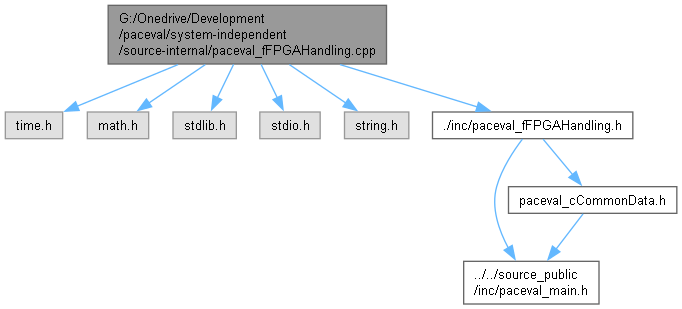 G:/Onedrive/Development
/paceval/system-independent
/source-internal/paceval_fFPGAHandling.cpp
time.h
math.h
stdlib.h
stdio.h
string.h
./inc/paceval_fFPGAHandling.h
paceval_cCommonData.h
../../source_public
/inc/paceval_main.h